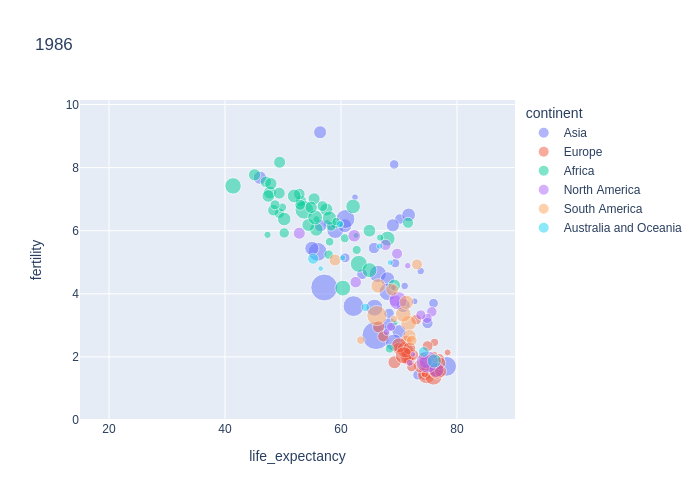 1986
10
8
6
4
2
0
20
40
60
80
fertility
life_expectancy
continent
Asia
Europe
Africa
North America
South America
Australia and Oceania